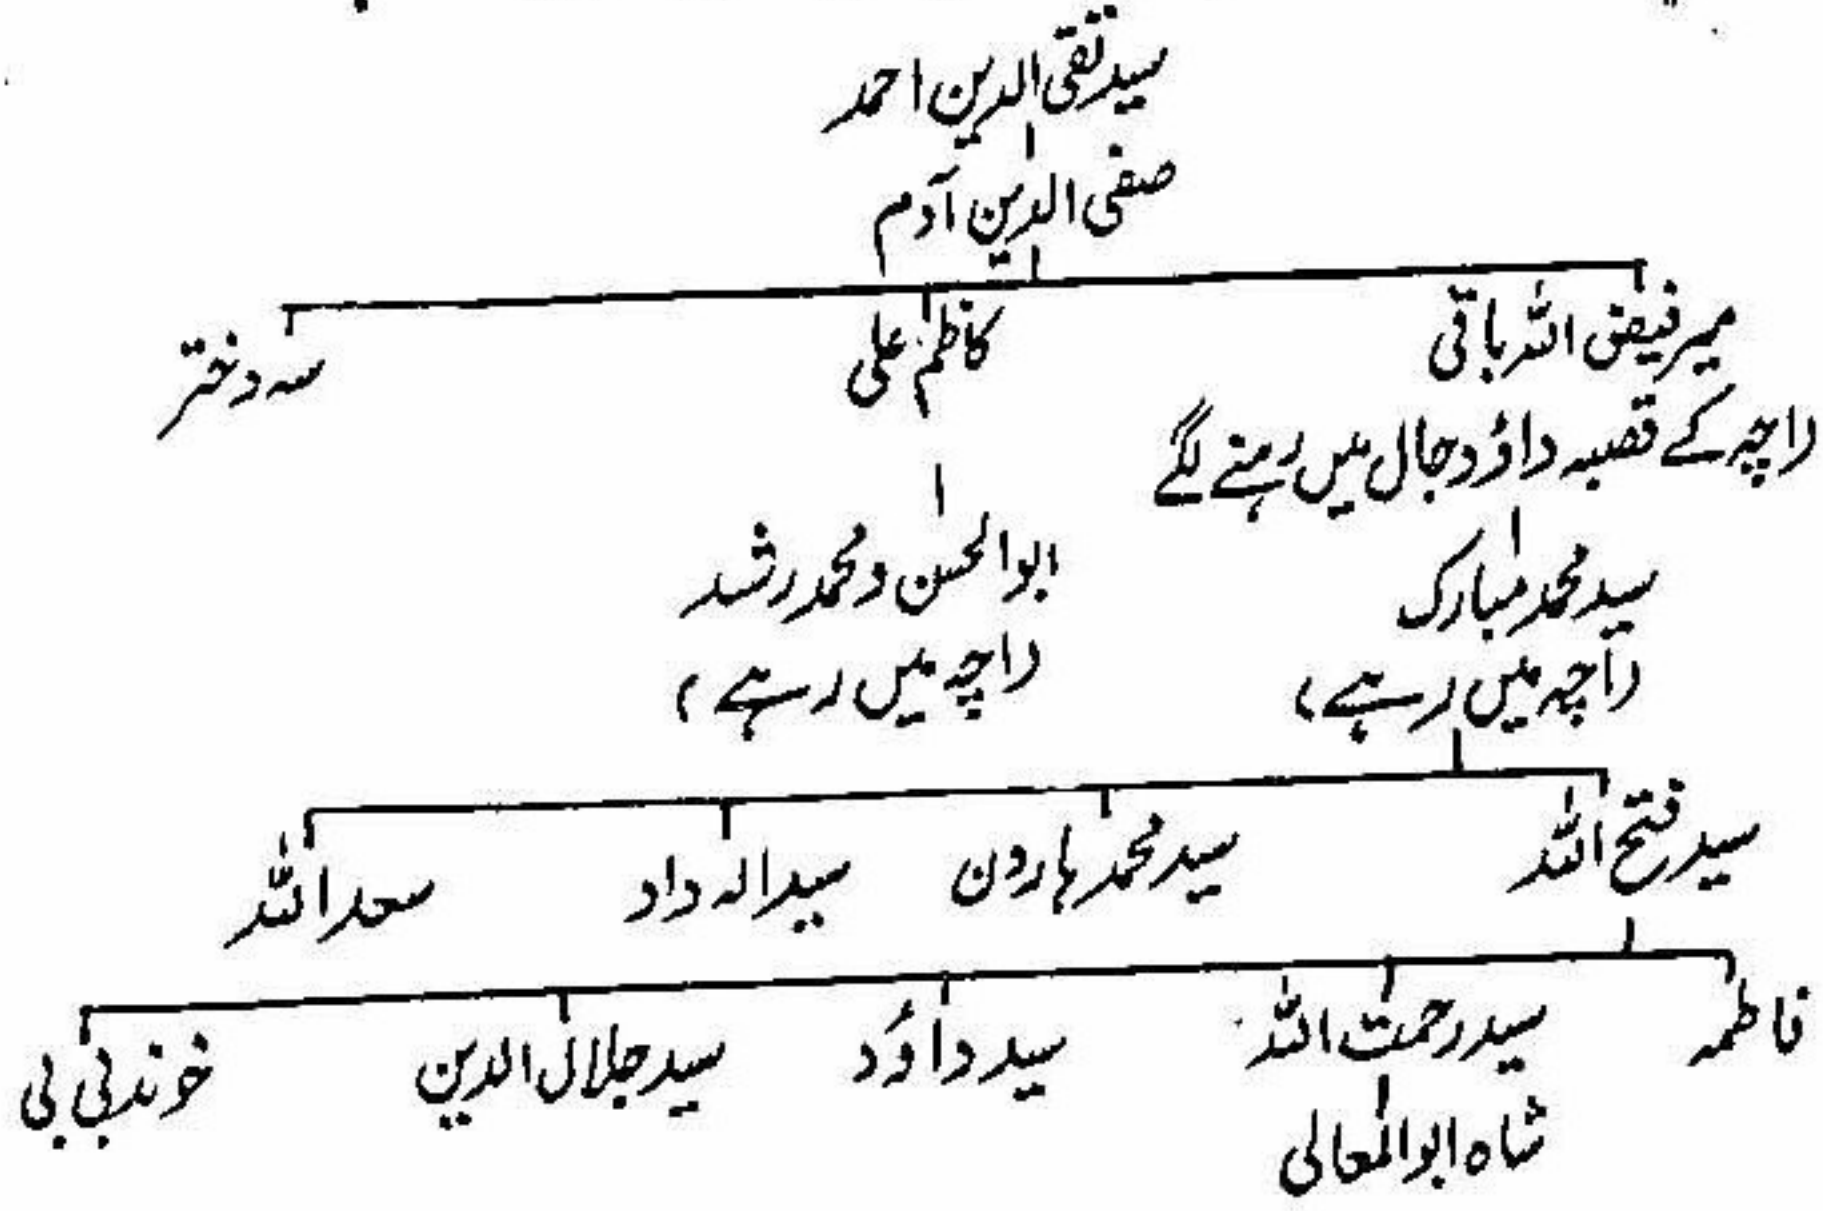 سید تقی الدین احمد
صفی الدین آدم
میر فیض اللہ باقی
کاظم علی
سہ دختر
راچہ کے قصبہ داؤد جال میں رہنے لگے
ابوالحسن و محمد رشد
سید محمد مبارک
راچہ میں رہے ،
راچہ میں رہے ،
سید فتح اللہ
سید محمد ہارون
سید الہ داد
سعد اللہ
فاطمہ
سید رحمت اللہ
سید داؤد
سید جلال الدین
خوند بی بی
شاہ ابوالمعالی